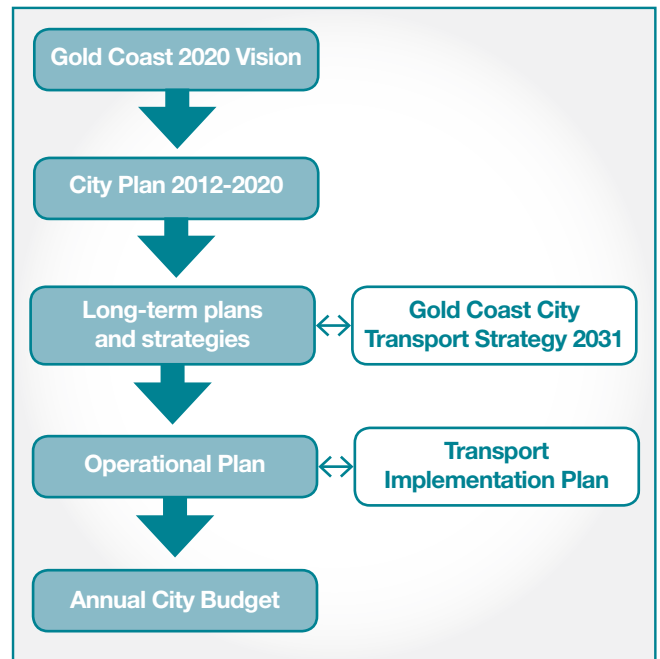 Gold Coast 2020 Vision
City Plan 2012-2020
Long-term plans
and strategies
Gold Coast City
Transport Strategy 2031
Operational Plan
Transport
Implementation Plan
Annual City Budget